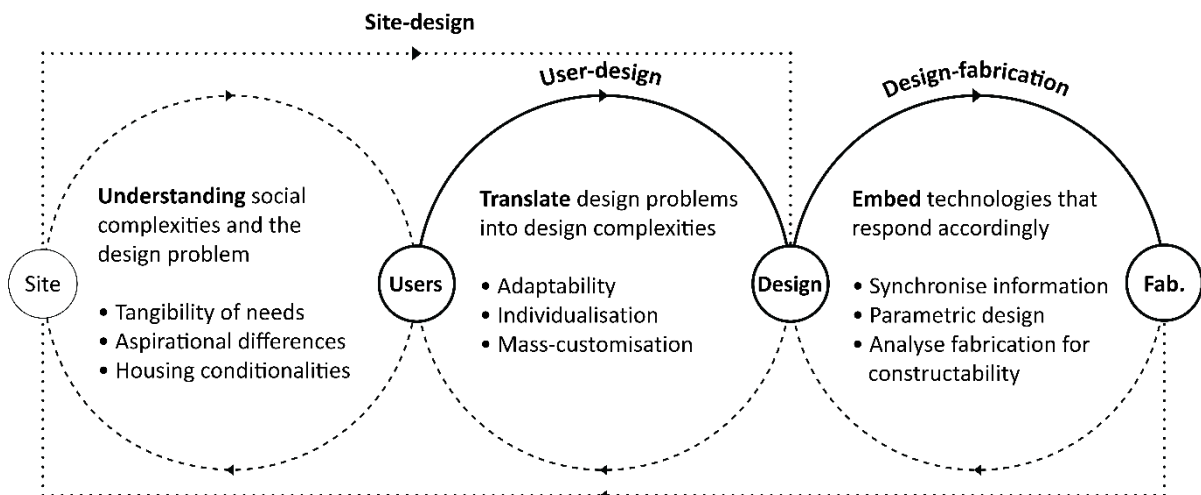 Site-design
User-design
Design-fabrication
Understanding social
complexities and the
design problem
• Tangibility of needs
• Aspirational differences
• Housing conditionalities
Translate design problems
into design complexities
• Adaptability
• Individualisation
• Mass-customisation
Embed technologies that
respond accordingly
• Synchronise information
• Parametric design
• Analyse fabrication for
constructability
Site
Users
Design
Fab.